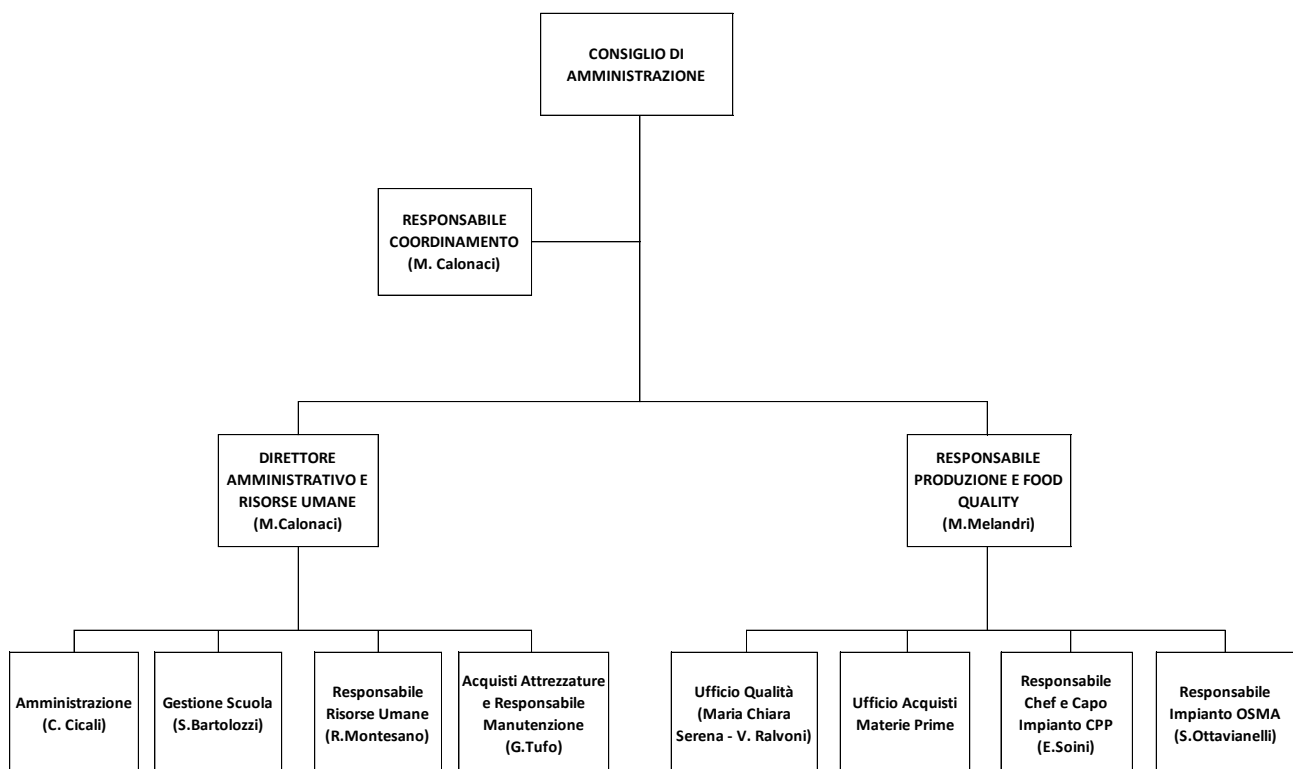 CONSIGLIO DI
AMMINISTRAZIONE
RESPONSABILE
COORDINAMENTO
(M. Calonaci)
DIRETTORE
AMMINISTRATIVO E
RISORSE UMANE
(M.Calonaci)
RESPONSABILE
PRODUZIONE E FOOD
QUALITY
(M.Melandri)
Amministrazione
(C. Cicali)
Gestione Scuola
(S.Bartolozzi)
Responsabile
Risorse Umane
(R.Montesano)
Acquisti Attrezzature
e Responsabile
Manutenzione
(G.Tufo)
Ufficio Qualità
(Maria Chiara
Serena - V. Ralvoni)
Ufficio Acquisti
Materie Prime
Responsabile
Chef e Capo
Impianto CPP
(E.Soini)
Responsabile
Impianto OSMA
(S.Ottavianelli)